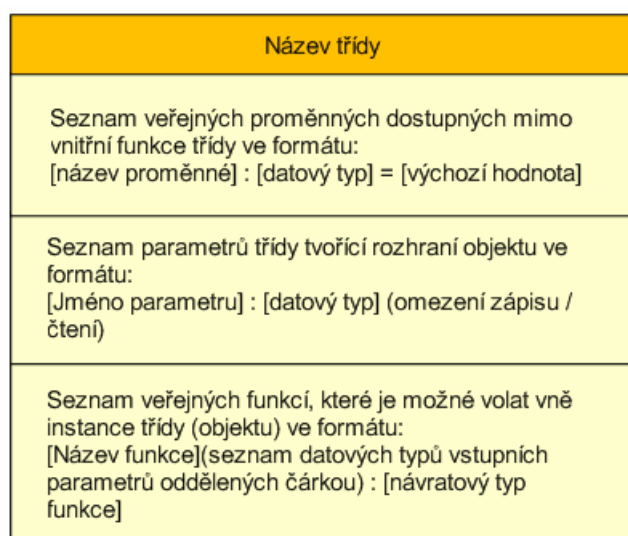 Název třídy
Seznam veřejných proměnných dostupných mimo
vnitřní funkce třídy ve formátu:
[název proměnné] : [datový typ] = [výchozí hodnota]
Seznam parametrů třídy tvořící rozhraní objektu ve
formátu:
[Jméno parametru] : [datový typ] (omezení zápisu /
čtení)
Seznam veřejných funkcí, které je možné volat vně
instance třídy (objektu) ve formátu:
[Název funkce](seznam datových typů vstupních
parametrů oddělených čárkou) : [návratový typ
funkce]